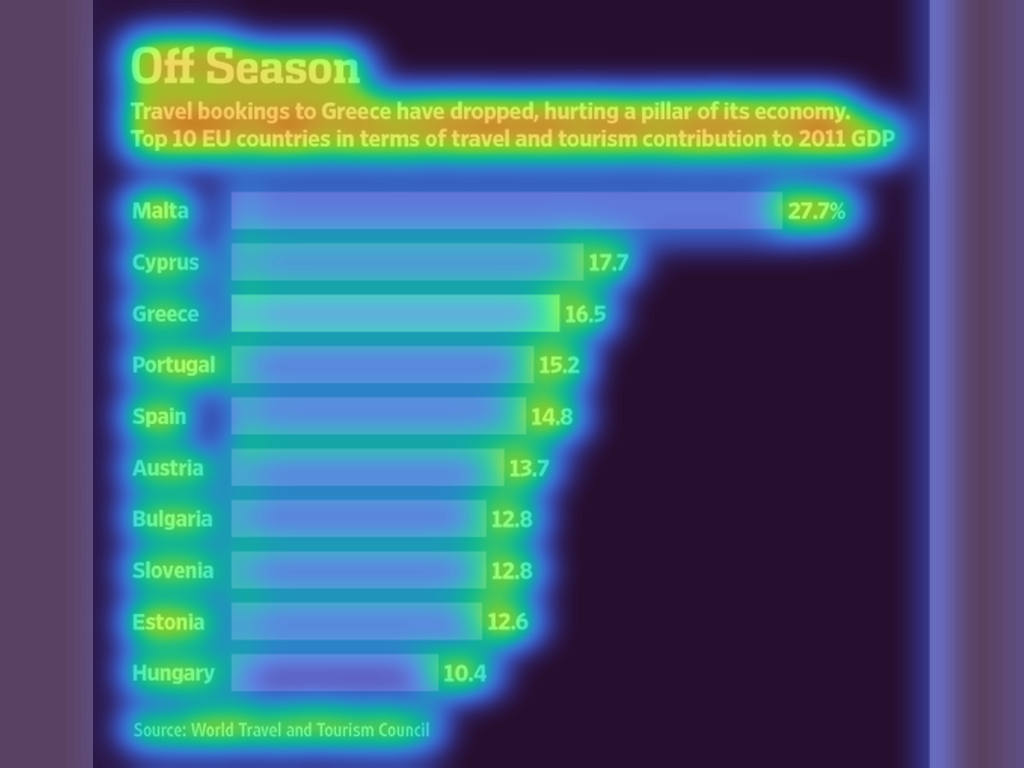 Off Season
Travel bookings to Greece have dropped, hurting a pillar of its economy.
Top 10 EU countries in terms of travel and tourism contribution to 2011 GDP
Malta 27.7%
Cyprus 17.7
Greece 16.5
Portugal 15.2
Spain 14.8
Austria 13.7
Bulgaria 12.8
Slovenia 12.8
Estonia 12.6
Hungary 10.4
Source: World Travel and Tourism Council